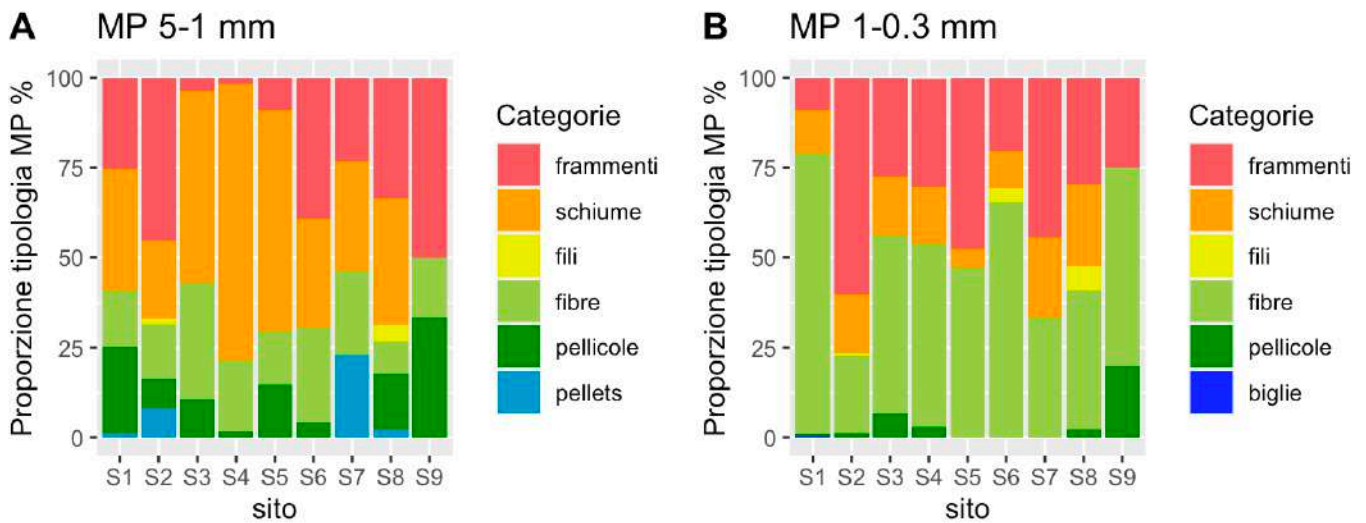 A MP 5-1 mm
Proporzione tipologia MP %
100
75
50
25
0
S1 S2 S3 S4 S5 S6 S7 S8 S9
sito
Categorie
frammenti
schiume
fili
fibre
pellicole
pellets
B MP 1-0.3 mm
Proporzione tipologia MP %
100
75
50
25
0
S1 S2 S3 S4 S5 S6 S7 S8 S9
sito
Categorie
frammenti
schiume
fili
fibre
pellicole
biglie